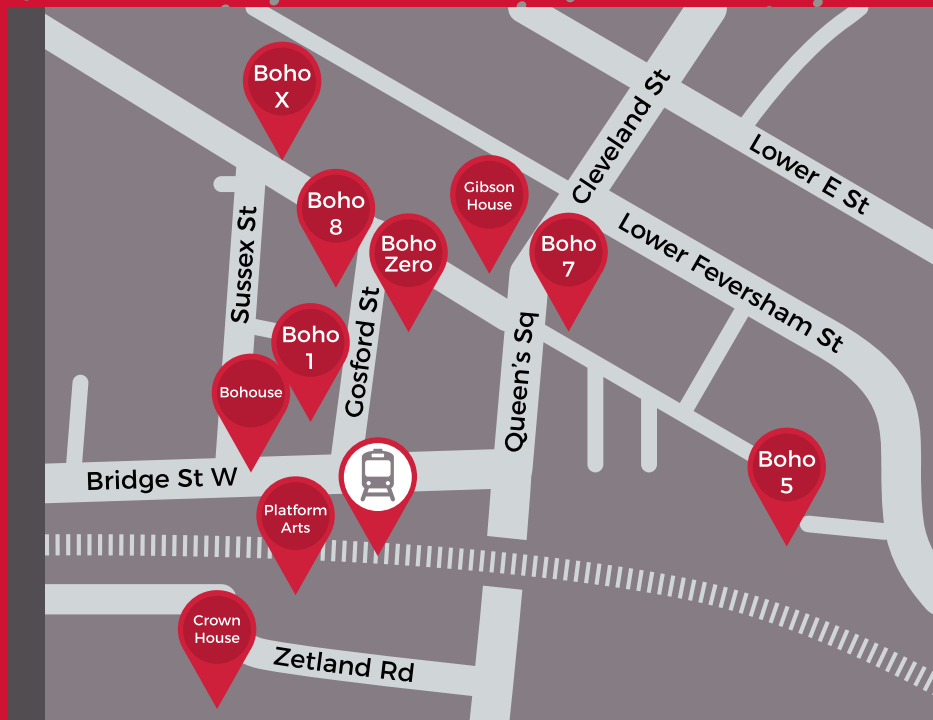 Boho
X
Cleveland St
Lower E St
Boho
8
Gibson
House
Sussex St
Boho
Zero
Boho
7
Lower Feversham St
Boho
1
Gosford St
Queen's Sq
Bohouse
Bridge St W
Boho
5
Platform
Arts
Crown
House
Zetland Rd